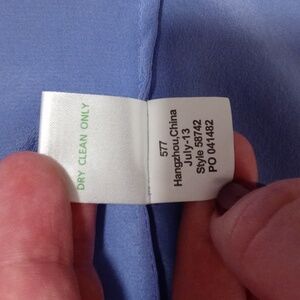 DRY CLEAN ONLY
577
Hangzhou,China
July-13
Style 58742
PO 041482